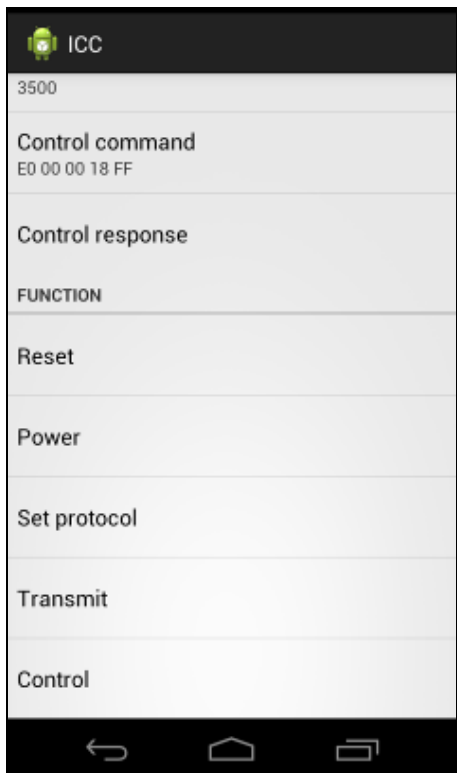 ICC
3500
Control command
E0 00 00 18 FF
Control response
FUNCTION
Reset
Power
Set protocol
Transmit
Control